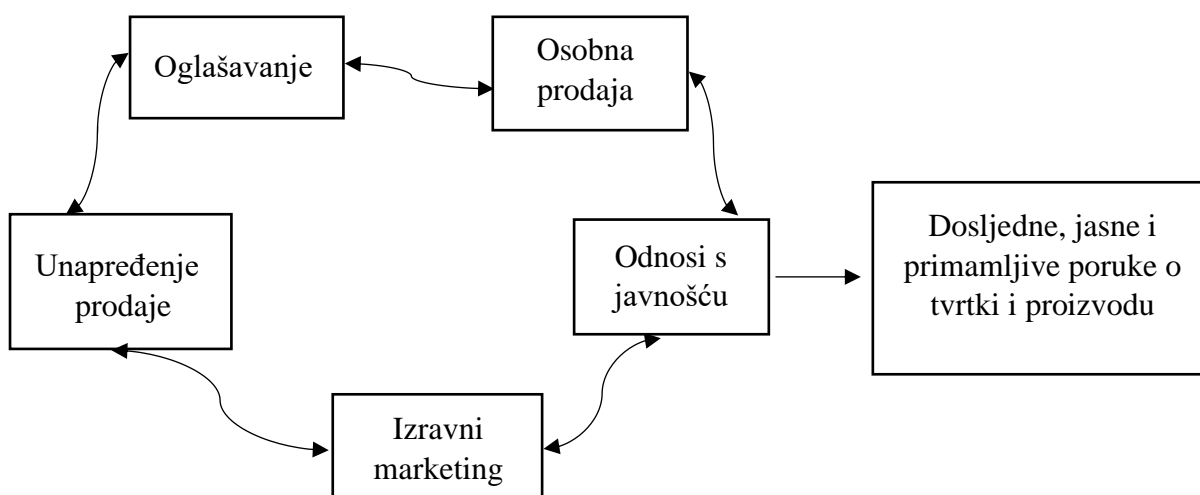 Oglašavanje
Osobna
prodaja
Unapređenje
prodaje
Odnosi s
javnošću
Dosljedne, jasne i
primamljive poruke o
tvrtki i proizvodu
Izravni
marketing